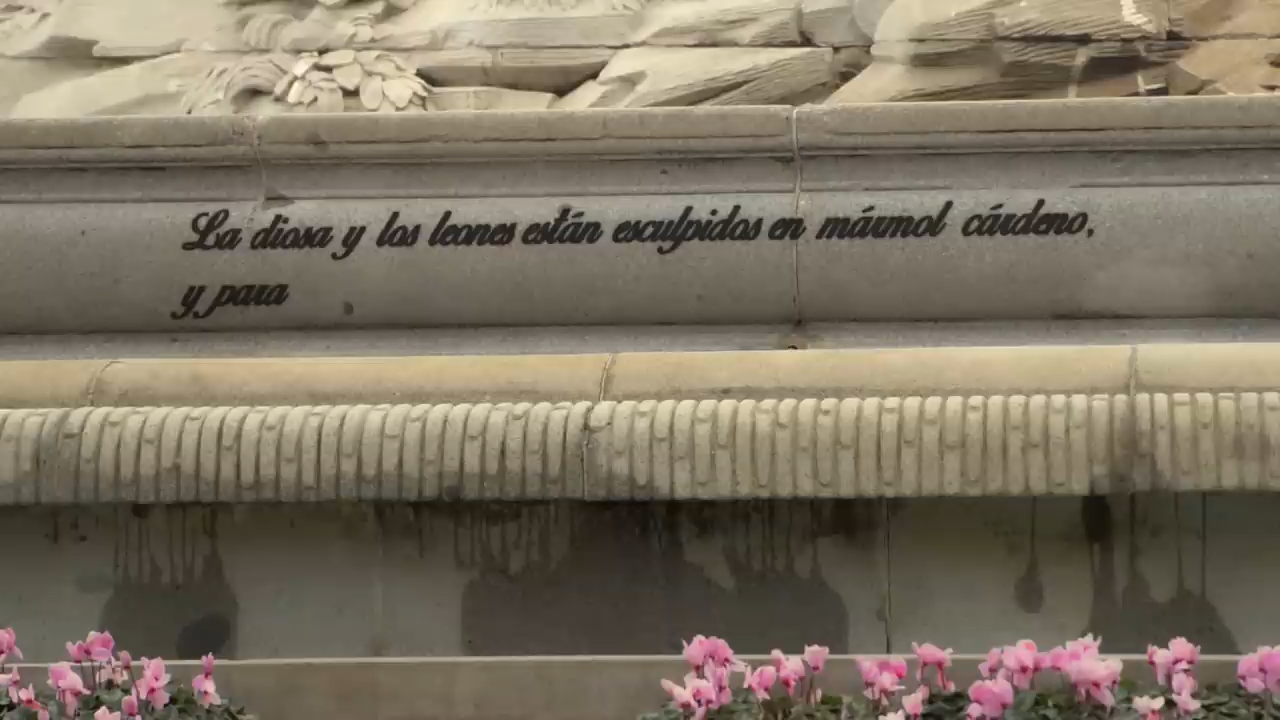 La diosa y los leones están esculpidos en mármol cárdeno,
y para